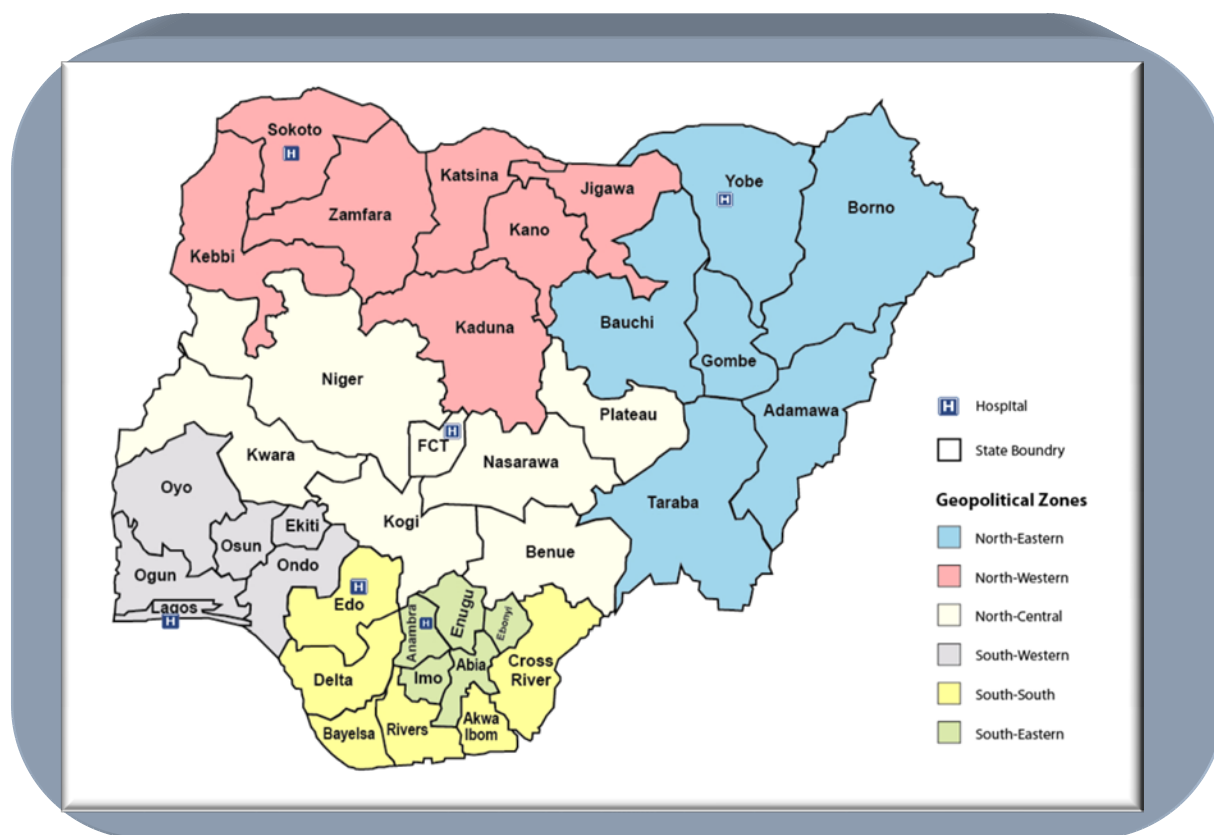 Sokoto
H
Katsina
Jigawa
Yobe
H
Zamfara
Kano
Borno
Kebbi
Kaduna
Bauchi
Gombe
Niger
Plateau
Adamawa
FCT
H
Nasarawa
Kwara
Taraba
Oyo
Kogi
Ekiti
Osun
Ondo
Benue
Ogun
Lagos
H
H
Edo
Anambra
H
Enugu
Ebonyi
Abia
Imo
Cross
River
Delta
Bayelsa
Rivers
Akwa
Ibom
H HospItal
State Boundry
Geopolitical Zones
North-Eastern
North-Western
North-Central
South-Western
South-South
South-Eastern